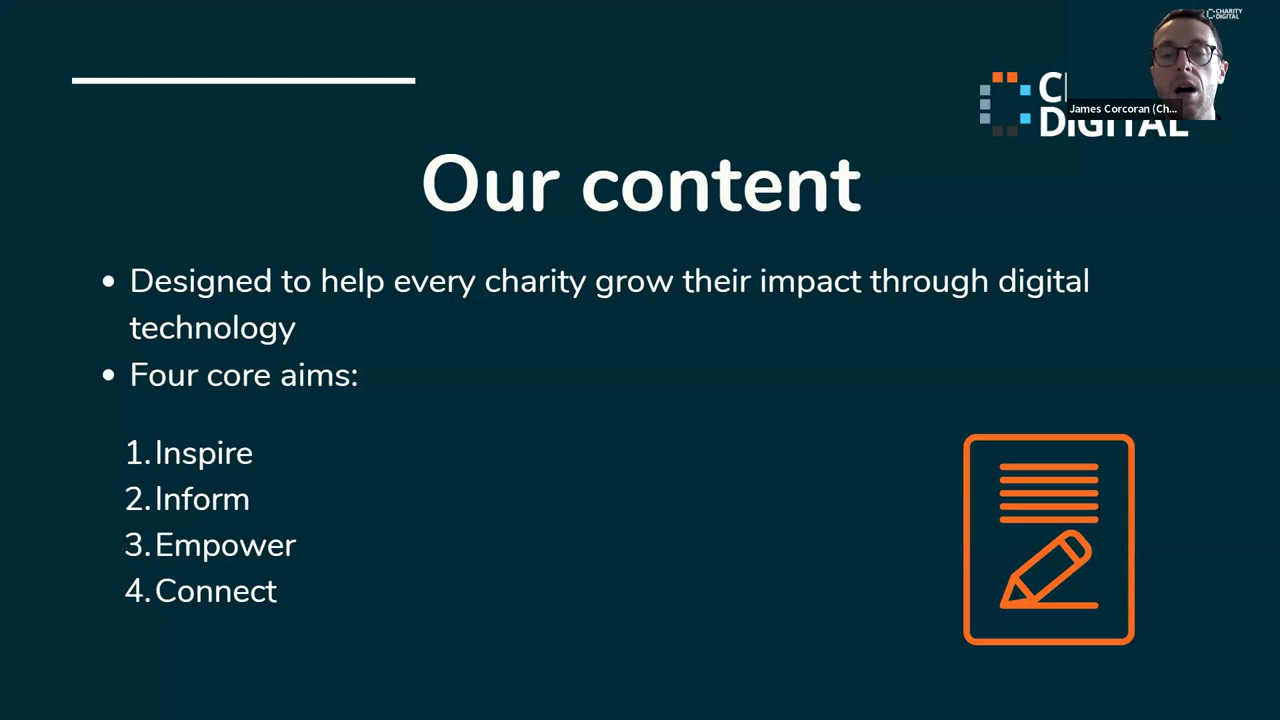 CHARITY
DIGITAL
James Corcoran (Ch...
DIGITAL
Our content
• Designed to help every charity grow their impact through digital
technology
• Four core aims:
1. Inspire
2. Inform
3. Empower
4. Connect